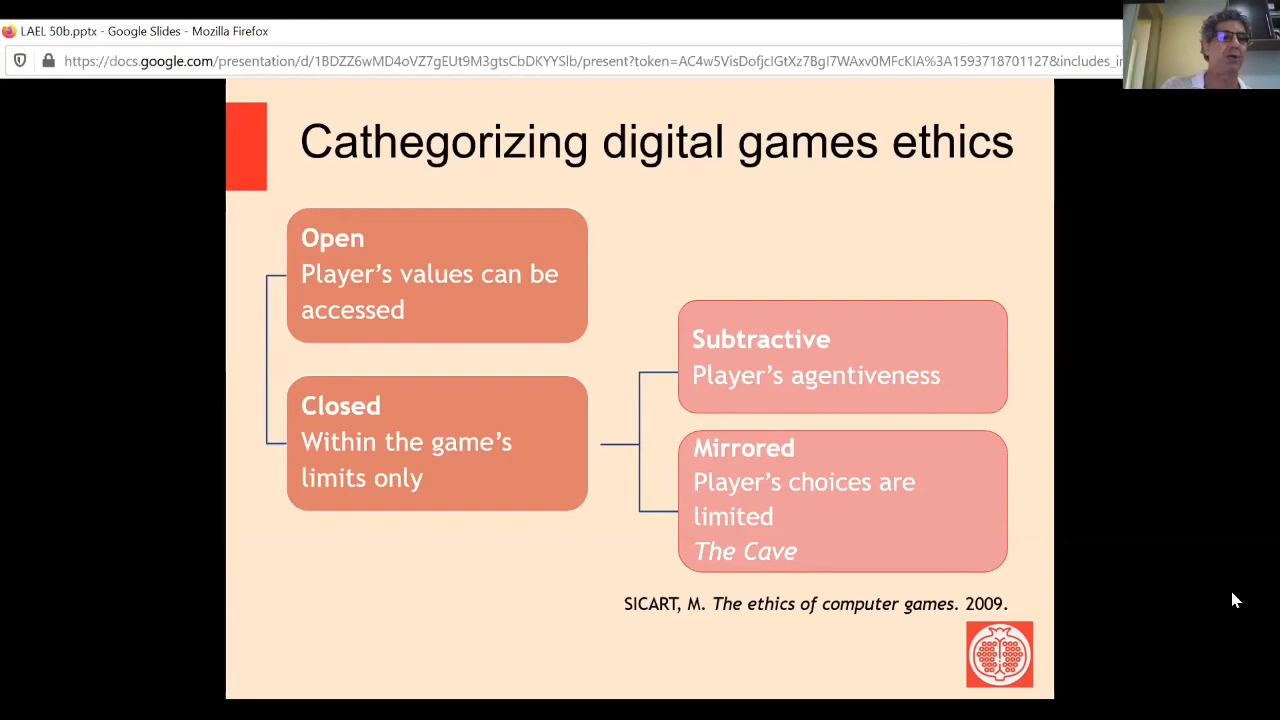 LAEL 50b.pptx - Google Slides - Mozilla Firefox
https://docs.google.com/presentation/d/1BDZZ6wMD4oVZ7gEUt9M3gtsCbDKYYSlb/present?token=AC4w5VisDofjcIGtXz7BgI7WAxv0MFcKIA%3A1593718701127&includes_i
Cathegorizing digital games ethics
Open
Player’s values can be
accessed
Closed
Within the game’s
limits only
Subtractive
Player’s agentiveness
Mirrored
Player’s choices are
limited
The Cave
SICART, M. The ethics of computer games. 2009.